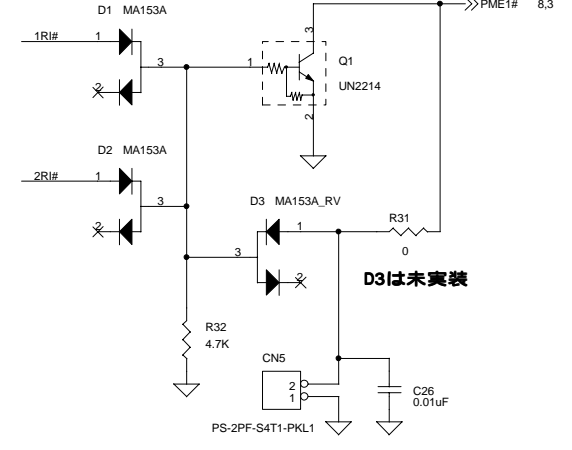 PME1# 8,3
D1 MA153A
1RI# 1
3
2
3
1
Q1
UN2214
2
D2 MA153A
2RI# 1
3
2
D3 MA153A_RV
1
R31
0
3
2
D3は未実装
R32
4.7K
CN5
2
1
C26
0.01uF
PS-2PF-S4T1-PKL1